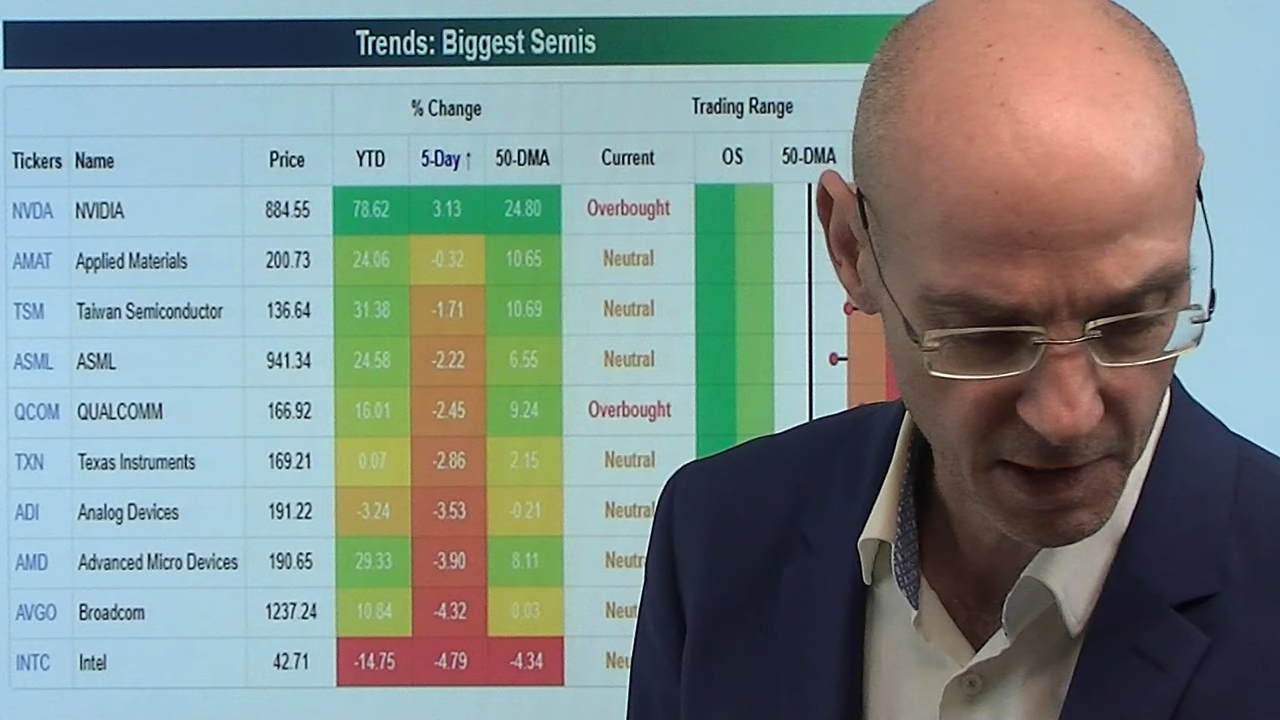 Trends: Biggest Semis
% Change Trading Range
Tickers Name Price YTD 5-Day ↑ 50-DMA Current OS 50-DMA
NVDA NVIDIA 884.55 78.62 3.13 24.80 Overbought
AMAT Applied Materials 200.73 24.06 -0.32 10.65 Neutral
TSM Taiwan Semiconductor 136.64 31.38 -1.71 10.69 Neutral
ASML ASML 941.34 24.58 -2.22 6.55 Neutral
QCOM QUALCOMM 166.92 16.01 -2.45 9.24 Overbought
TXN Texas Instruments 169.21 0.07 -2.86 2.15 Neutral
ADI Analog Devices 191.22 -3.24 -3.53 -0.21 Neutral
AMD Advanced Micro Devices 190.65 29.33 -3.90 8.11 Neutr
AVGO Broadcom 1237.24 10.84 -4.32 0.03 Neut
INTC Intel 42.71 -14.75 -4.79 -4.34 Neu